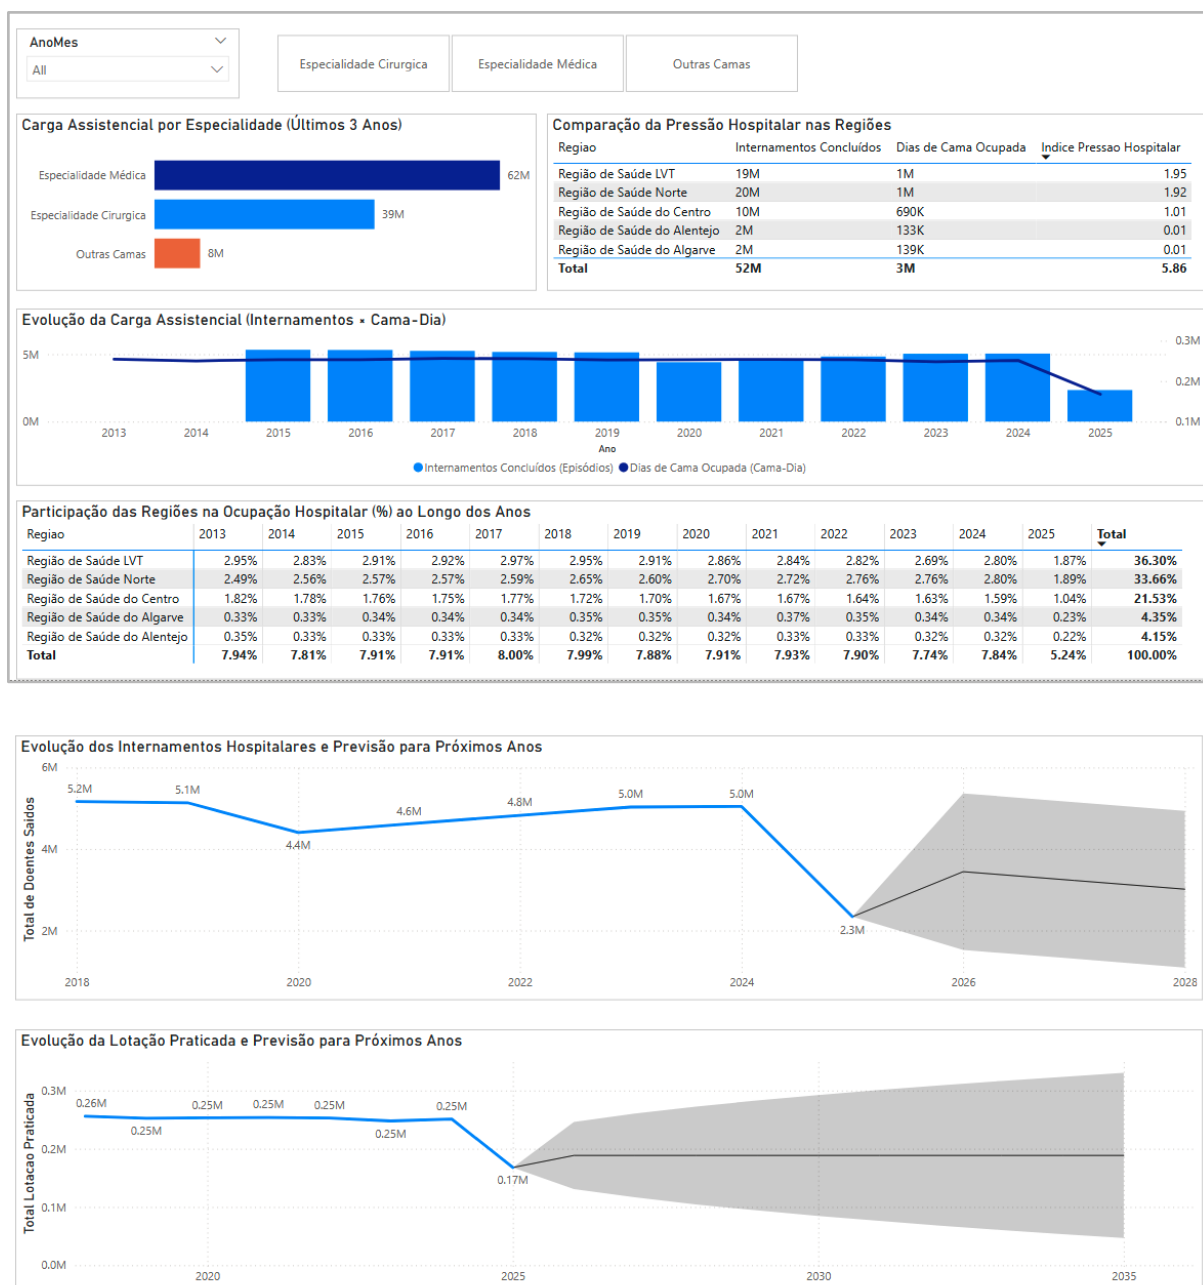 AnoMes
All
Especialidade Cirurgica
Especialidade Médica
Outras Camas
Carga Assistencial por Especialidade (Últimos 3 Anos)
Especialidade Médica 62M
Especialidade Cirurgica 39M
Outras Camas 8M
Comparação da Pressão Hospitalar nas Regiões
Regiao Internamentos Concluídos Dias de Cama Ocupada Indice Pressao Hospitalar
Região de Saúde LVT 19M 1M 1.95
Região de Saúde Norte 20M 1M 1.92
Região de Saúde do Centro 10M 690K 1.01
Região de Saúde do Alentejo 2M 133K 0.01
Região de Saúde do Algarve 2M 139K 0.01
Total 52M 3M 5.86
Evolução da Carga Assistencial (Internamentos × Cama-Dia)
5M 0.3M
0.2M
0M 0.1M
2013 2014 2015 2016 2017 2018 2019 2020 2021 2022 2023 2024 2025
Ano
Internamentos Concluídos (Episódios) Dias de Cama Ocupada (Cama-Dia)
Participação das Regiões na Ocupação Hospitalar (%) ao Longo dos Anos
Regiao 2013 2014 2015 2016 2017 2018 2019 2020 2021 2022 2023 2024 2025 Total
Região de Saúde LVT 2.95% 2.83% 2.91% 2.92% 2.97% 2.95% 2.91% 2.86% 2.84% 2.82% 2.69% 2.80% 1.87% 36.30%
Região de Saúde Norte 2.49% 2.56% 2.57% 2.57% 2.59% 2.65% 2.60% 2.70% 2.72% 2.76% 2.76% 2.80% 1.89% 33.66%
Região de Saúde do Centro 1.82% 1.78% 1.76% 1.75% 1.77% 1.72% 1.70% 1.67% 1.67% 1.64% 1.63% 1.59% 1.04% 21.53%
Região de Saúde do Algarve 0.33% 0.33% 0.34% 0.34% 0.34% 0.35% 0.35% 0.34% 0.37% 0.35% 0.34% 0.34% 0.23% 4.35%
Região de Saúde do Alentejo 0.35% 0.33% 0.33% 0.33% 0.33% 0.32% 0.32% 0.32% 0.33% 0.33% 0.32% 0.32% 0.22% 4.15%
Total 7.94% 7.81% 7.91% 7.91% 8.00% 7.99% 7.88% 7.91% 7.93% 7.90% 7.74% 7.84% 5.24% 100.00%
Evolução dos Internamentos Hospitalares e Previsão para Próximos Anos
Total de Doentes Saidos
6M
4M
2M
5.2M 5.1M 4.4M 4.6M 4.8M 5.0M 5.0M 2.3M
2018 2020 2022 2024 2026 2028
Evolução da Lotação Praticada e Previsão para Próximos Anos
Total Lotacao Praticada
0.3M
0.2M
0.1M
0.0M
0.26M 0.25M 0.25M 0.25M 0.25M 0.25M 0.25M 0.17M
2020 2025 2030 2035